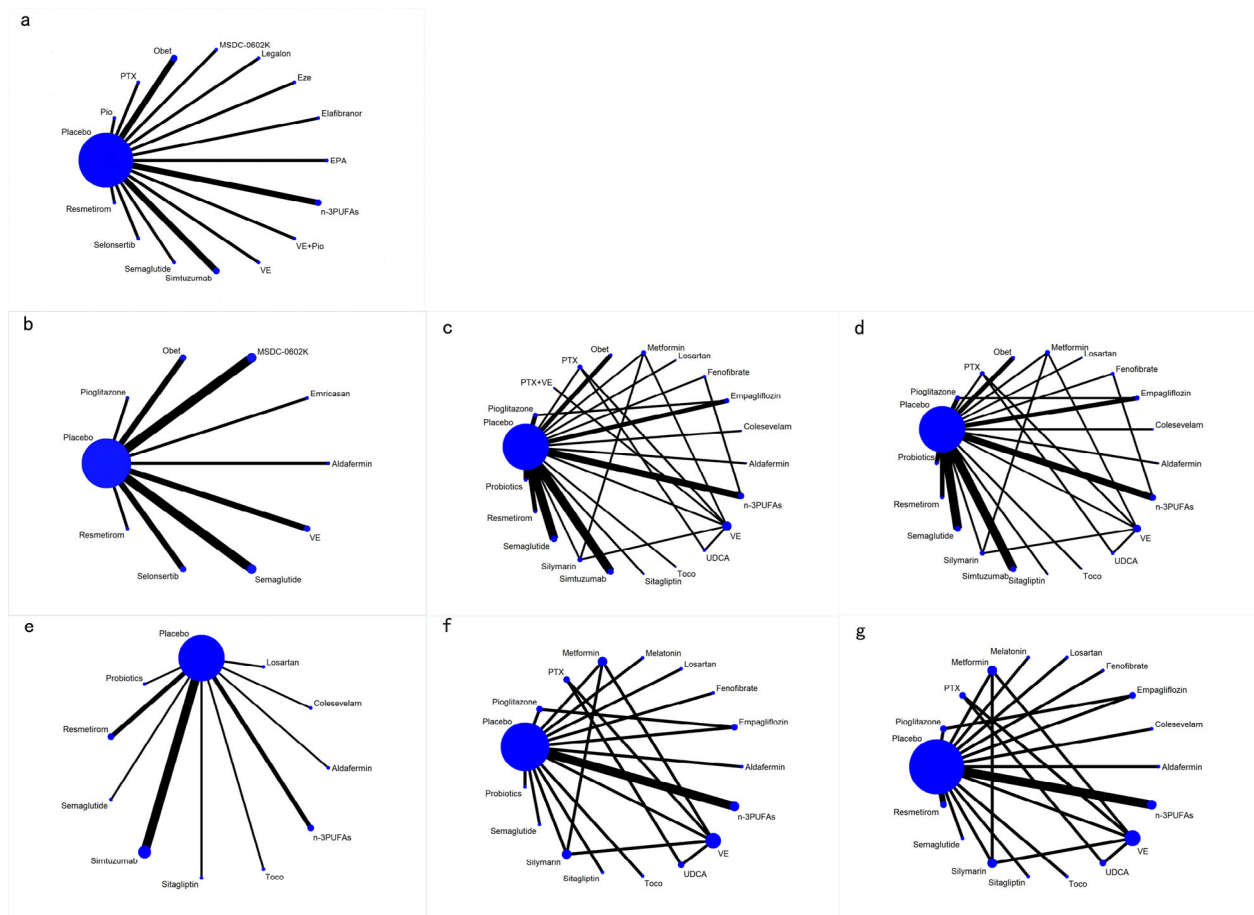 a
MSDC-0602K
Obet
Legalon
PTX
Eze
Pio
Elafibranor
Placebo
EPA
Resmetirom
n-3PUFAs
Selonsertib
VE+Pio
Semaglutide
VE
Simtuzumab
b
Obet
MSDC-0602K
Pioglitazone
Emricasan
Placebo
Aldafermin
Resmetirom
VE
Selonsertib
Semaglutide
c
Metformin
Obet
Losartan
PTX
Fenofibrate
PTX+VE
Empagliflozin
Pioglitazone
Placebo
Colesevelam
Aldafermin
Probiotics
n-3PUFAs
Resmetirom
VE
Semaglutide
UDCA
Silymarin
Toco
Simtuzumab
Sitagliptin
d
Metformin
Obet
Losartan
PTX
Fenofibrate
Pioglitazone
Empagliflozin
Placebo
Colesevelam
Probiotics
Aldafermin
n-3PUFAs
Resmetirom
VE
Semaglutide
UDCA
Silymarin
Simtuzumab
Toco
Sitagliptin
e
Placebo
Losartan
Probiotics
Colesevelam
Resmetirom
Aldafermin
Semaglutide
n-3PUFAs
Simtuzumab
Toco
Sitagliptin
f
Metformin
Melatonin
PTX
Losartan
Fenofibrate
Pioglitazone
Placebo
Empagliflozin
Aldafermin
Probiotics
n-3PUFAs
Semaglutide
VE
Silymarin
UDCA
Sitagliptin
Toco
g
Melatonin
Metformin
Losartan
PTX
Fenofibrate
Pioglitazone
Empagliflozin
Placebo
Colesevelam
Aldafermin
Resmetirom
n-3PUFAs
Semaglutide
VE
Silymarin
UDCA
Sitagliptin
Toco